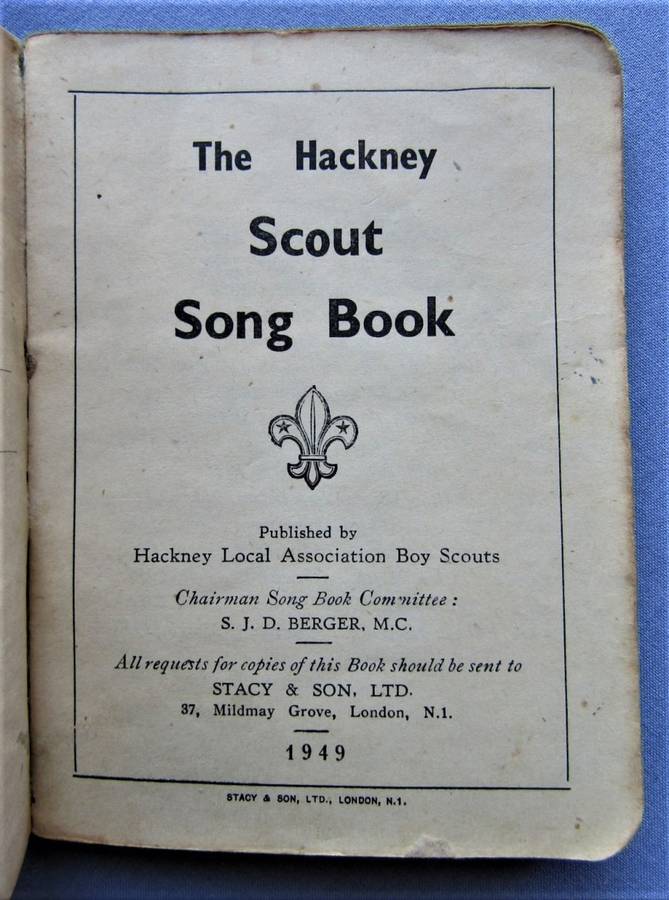 The Hackney
Scout
Song Book
Published by
Hackney Local Association Boy Scouts
Chairman Song Book Committee :
S. J. D. BERGER, M.C.
All requests for copies of this Book should be sent to
STACY & SON, LTD.
37, Mildmay Grove, London, N.1.
1949
STACY & SON, LTD., LONDON, N.1.